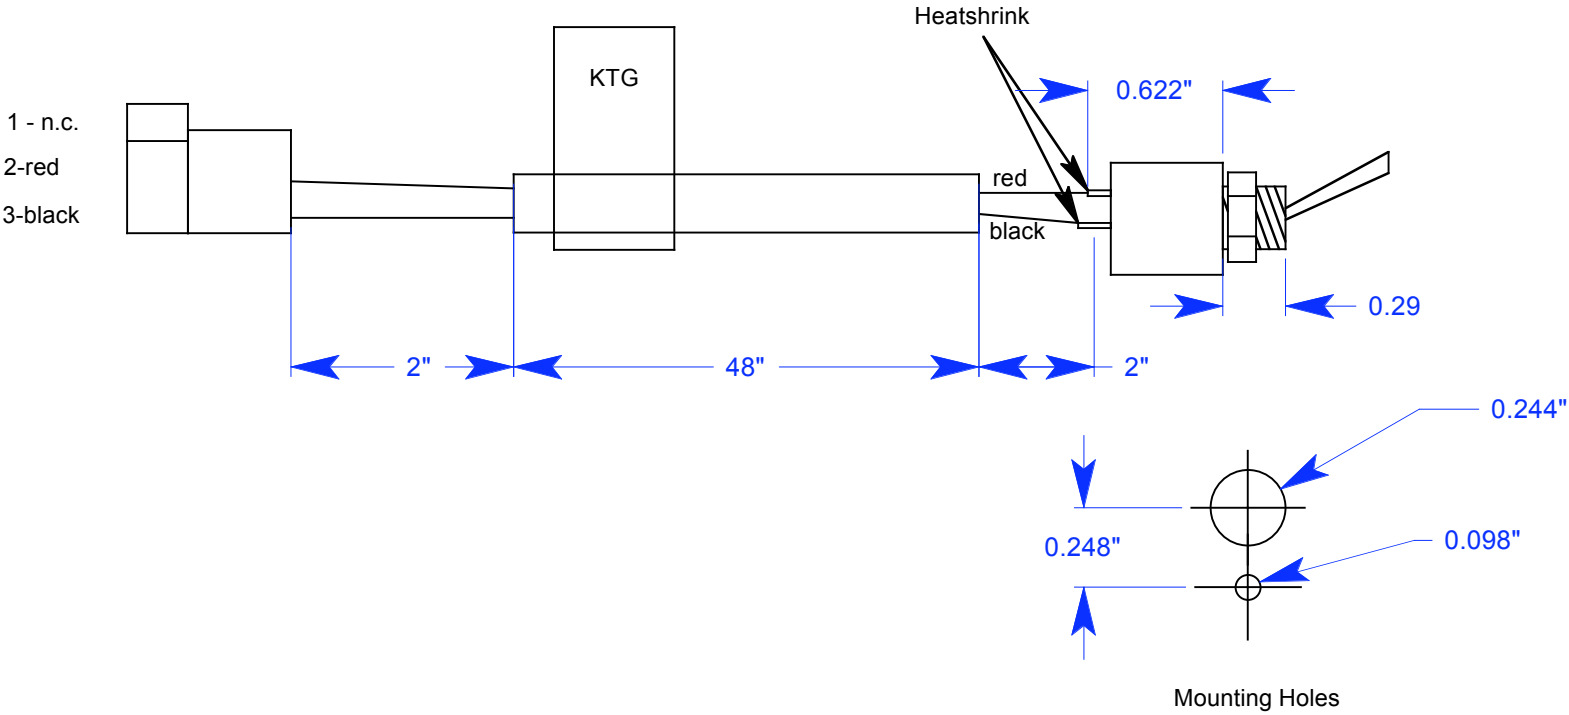 Heatshrink
KTG
0.622"
1 - n.c.
2-red
3-black
red
black
0.29
2"
48"
2"
0.244"
0.248"
0.098"
Mounting Holes